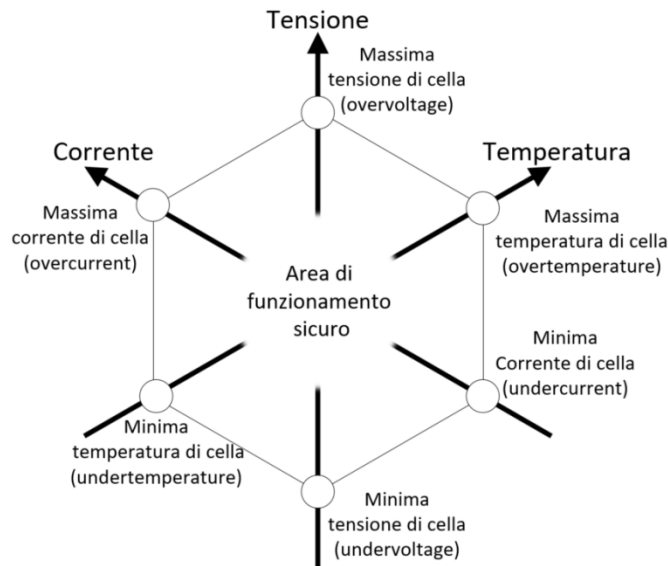 Tensione
Massima
tensione di cella
(overvoltage)
Corrente
Temperatura
Massima
corrente di cella
(overcurrent)
Massima
temperatura di cella
(overtemperature)
Area di
funzionamento
sicuro
Minima
Corrente di cella
(undercurrent)
Minima
temperatura di cella
(undertemperature)
Minima
tensione di cella
(undervoltage)